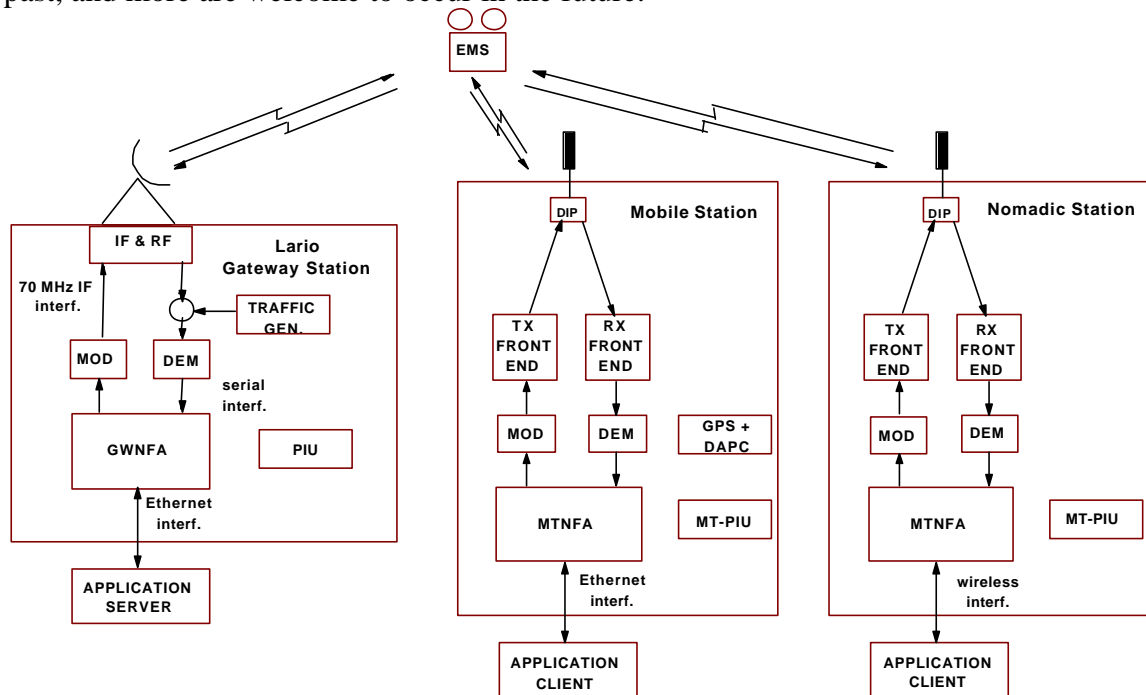 past, and more are welcome to occur in the future.
EMS
Lario
Gateway Station
IF & RF
70 MHz IF
interf.
TRAFFIC
GEN.
MOD
DEM
serial
interf.
GWNFA
PIU
Ethernet
interf.
APPLICATION
SERVER
Mobile Station
DIP
TX
FRONT
END
RX
FRONT
END
MOD
DEM
GPS +
DAPC
MTNFA
MT-PIU
Ethernet
interf.
APPLICATION
CLIENT
Nomadic Station
DIP
TX
FRONT
END
RX
FRONT
END
MOD
DEM
MTNFA
MT-PIU
wireless
interf.
APPLICATION
CLIENT